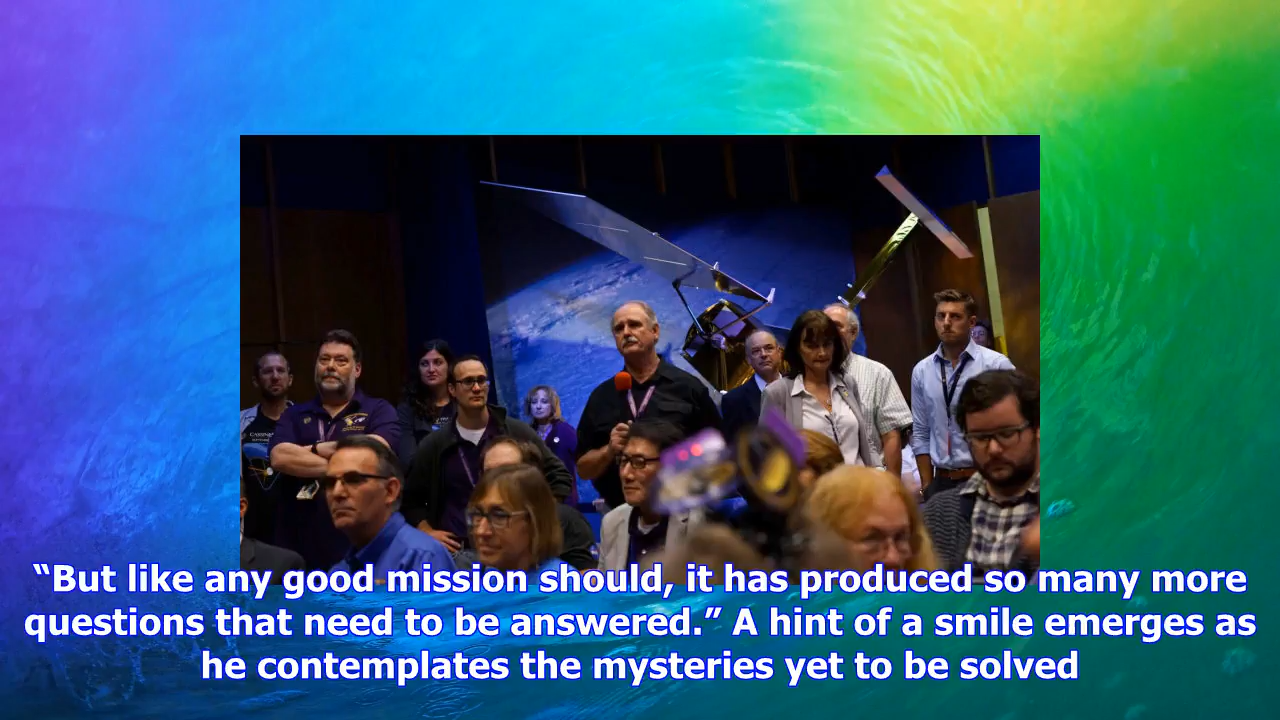 “But like any good mission should, it has produced so many more
questions that need to be answered.” A hint of a smile emerges as
he contemplates the mysteries yet to be solved